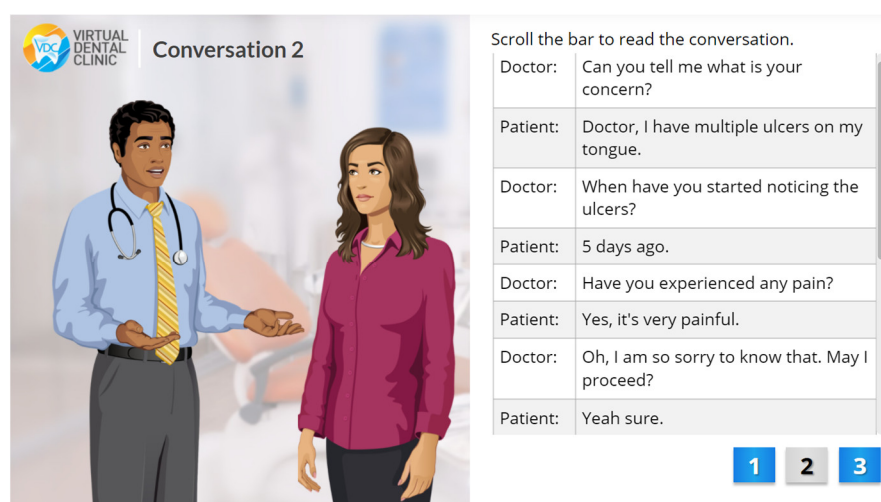 VDC
VIRTUAL
DENTAL
CLINIC
Conversation 2
Scroll the bar to read the conversation.
Doctor: Can you tell me what is your
concern?
Patient: Doctor, I have multiple ulcers on my
tongue.
Doctor: When have you started noticing the
ulcers?
Patient: 5 days ago.
Doctor: Have you experienced any pain?
Patient: Yes, it's very painful.
Doctor: Oh, I am so sorry to know that. May I
proceed?
Patient: Yeah sure.
1 2 3